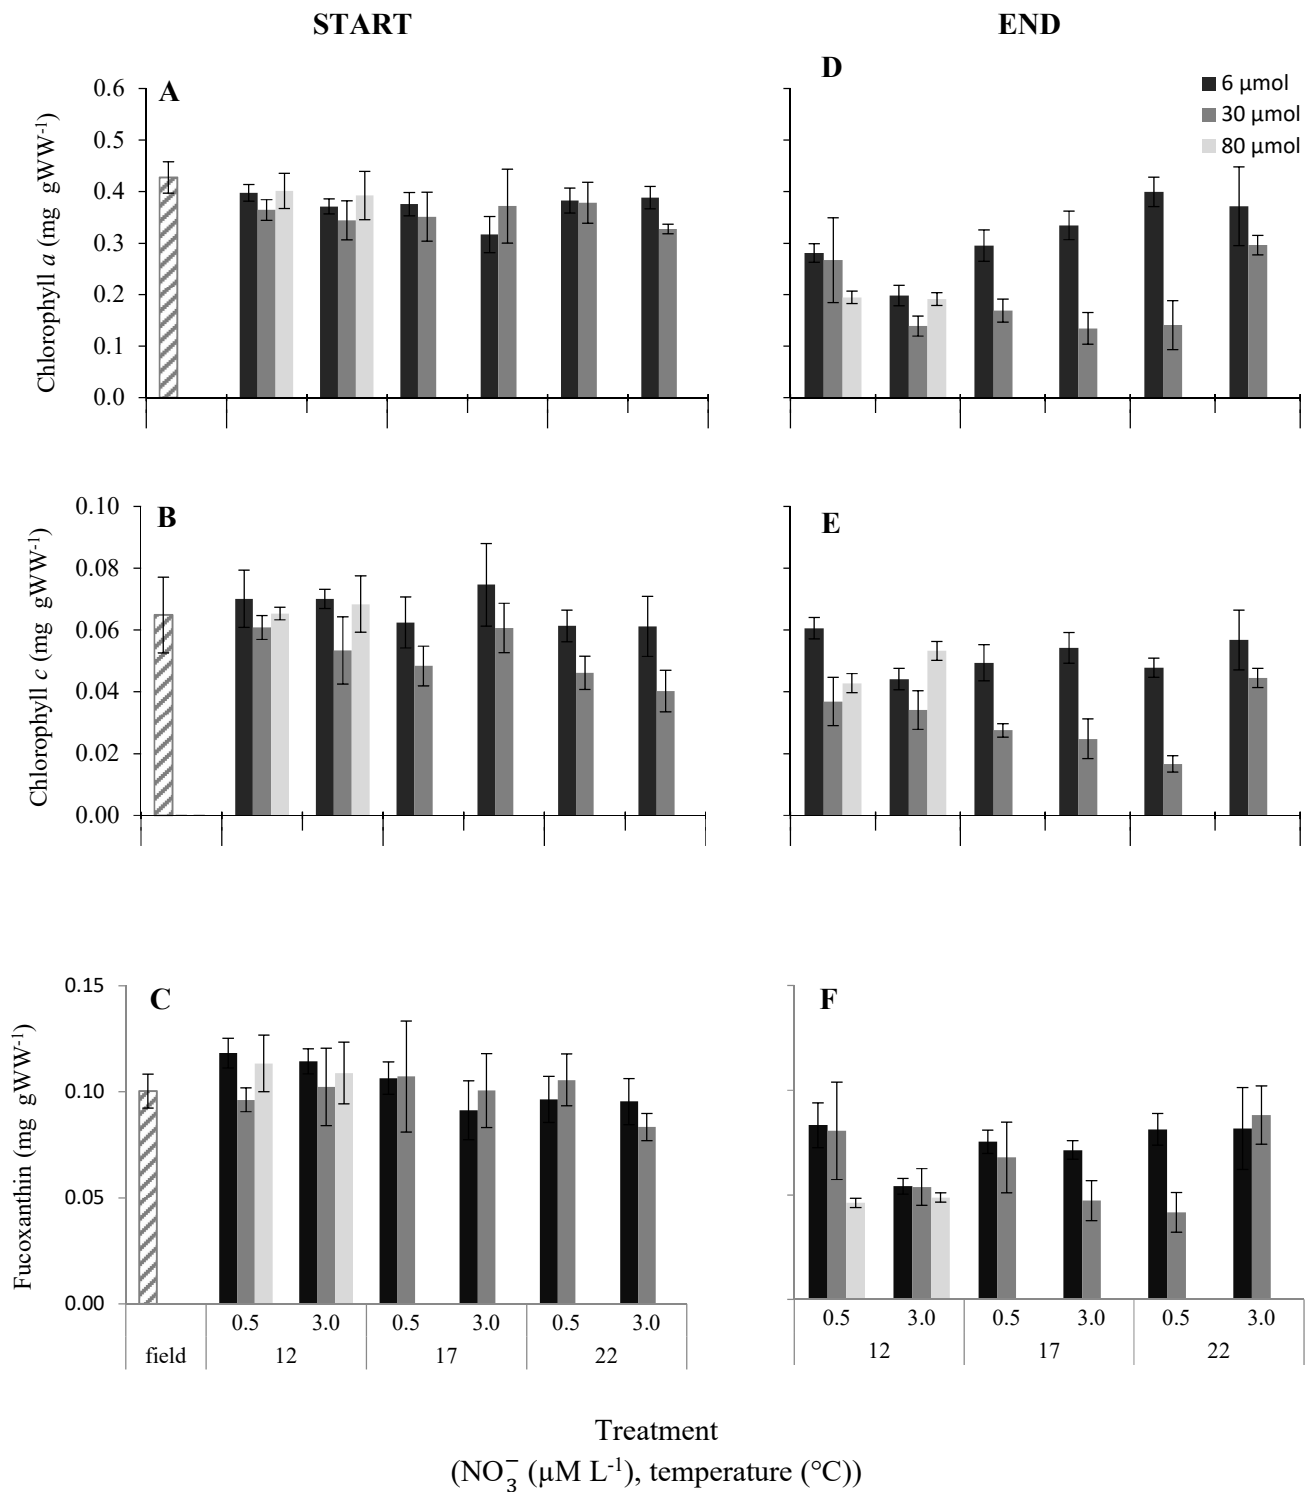 START
END
A
0.6
0.5
0.4
0.3
0.2
0.1
0.0
Chlorophyll a (mg gWW-1)
D
6 µmol
30 µmol
80 µmol
B
0.10
0.08
0.06
0.04
0.02
0.00
Chlorophyll c (mg gWW-1)
E
C
0.15
0.10
0.05
0.00
Fucoxanthin (mg gWW-1)
F
0.5 3.0 0.5 3.0 0.5 3.0
field 12 17 22
0.5 3.0 0.5 3.0 0.5 3.0
12 17 22
Treatment
(NO3− (µM L-1), temperature (°C))